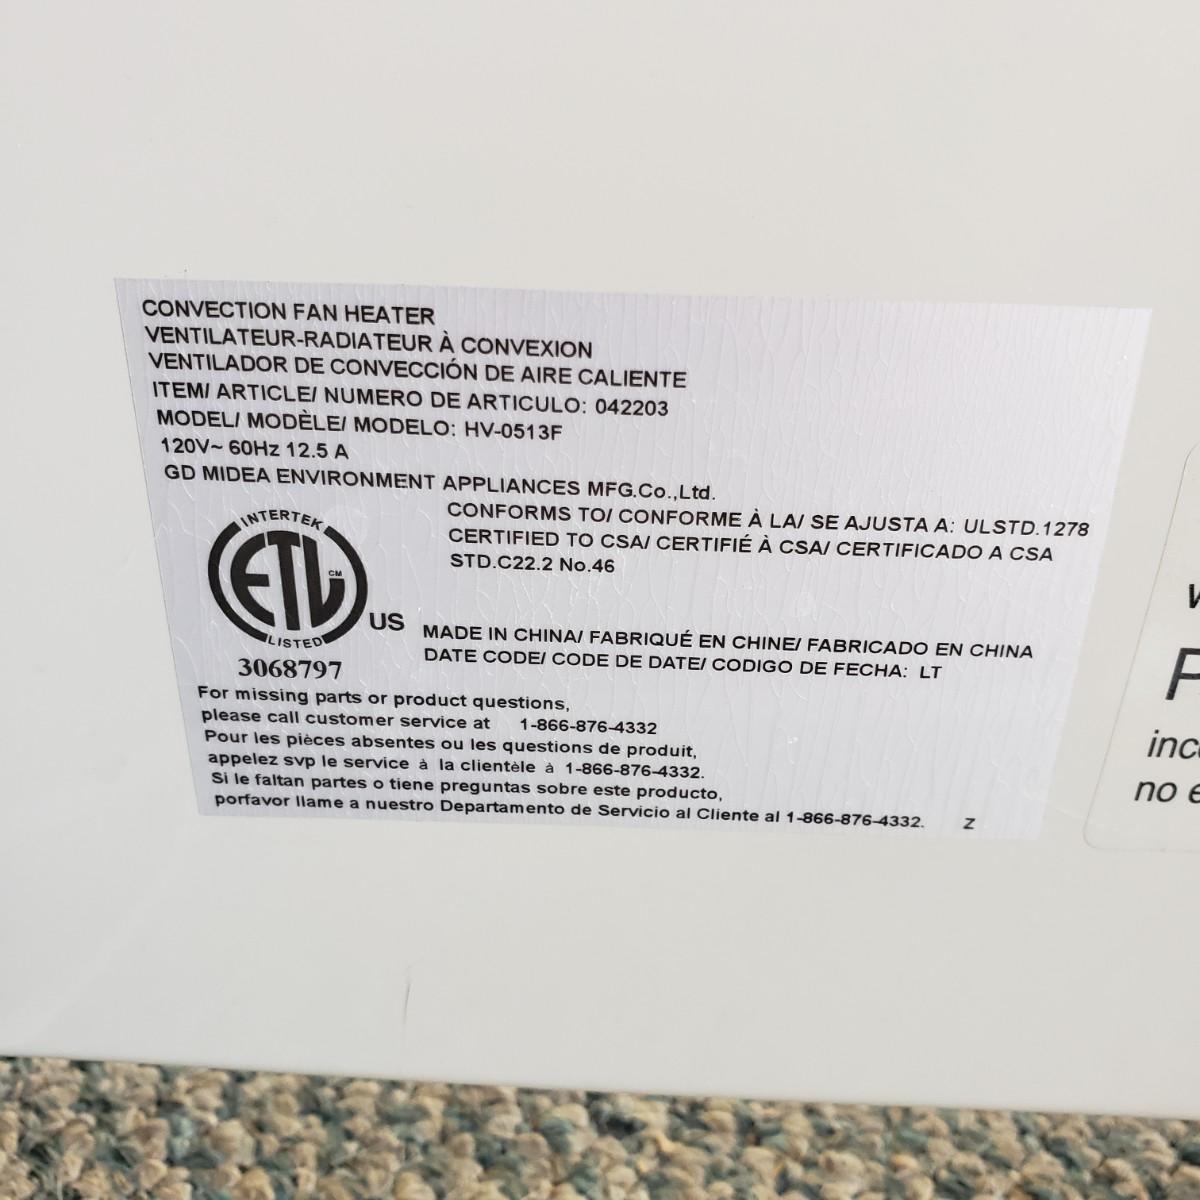 CONVECTION FAN HEATER
VENTILATEUR-RADIATEUR À CONVEXION
VENTILADOR DE CONVECCIÓN DE AIRE CALIENTE
ITEM/ ARTICLE/ NUMERO DE ARTICULO: 042203
MODEL/ MODÈLE/ MODELO: HV-0513F
120V~ 60Hz 12.5 A
GD MIDEA ENVIRONMENT APPLIANCES MFG.Co.,Ltd.
CONFORMS TO/ CONFORME À LA/ SE AJUSTA A: ULSTD.1278
CERTIFIED TO CSA/ CERTIFIÉ À CSA/ CERTIFICADO A CSA
STD.C22.2 No.46
INTERTEK
ETL CM
LISTED
US
3068797
MADE IN CHINA/ FABRIQUÉ EN CHINE/ FABRICADO EN CHINA
DATE CODE/ CODE DE DATE/ CODIGO DE FECHA: LT
For missing parts or product questions,
please call customer service at 1-866-876-4332
Pour les pièces absentes ou les questions de produit,
appelez svp le service à la clientèle à 1-866-876-4332.
Si le faltan partes o tiene preguntas sobre este producto,
porfavor llame a nuestro Departamento de Servicio al Cliente al 1-866-876-4332. Z
no